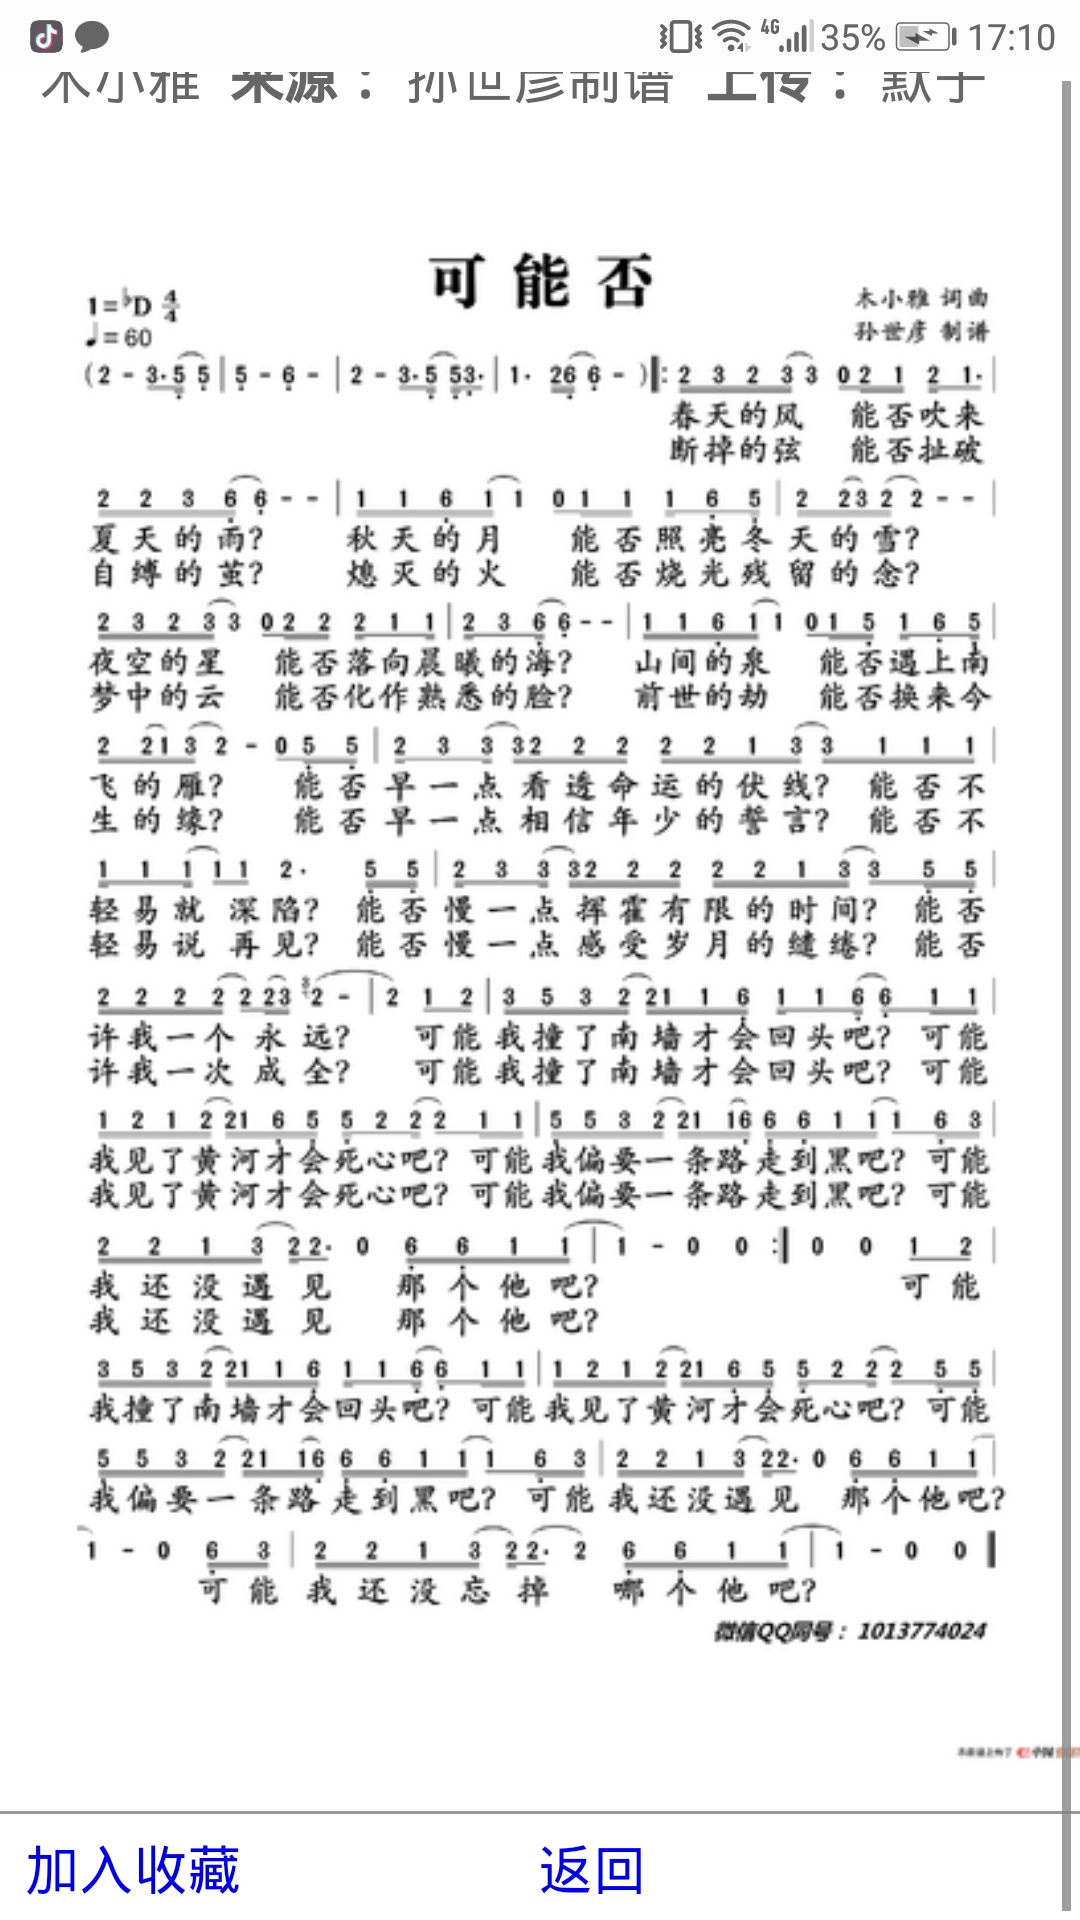 4G 35% 17:10
木小雅 来源： 孙世彦制谱 上传： 默于
可能否
1=♭D 4/4
木小雅 词曲
♩=60
孙世彦 制谱
(2 - 3·5 5 | 5 - 6 - | 2 - 3·5 53· | 1· 26 6 - )‖: 2 3 2 3 3 0 2 1 2 1·
春天的风 能否吹来
断掉的弦 能否扯破
2 2 3 6 6 - - | 1 1 6 1 1 0 1 1 1 6 5 | 2 23 2 2 - - |
夏天的雨? 秋天的月 能否照亮冬天的雪?
自缚的茧? 熄灭的火 能否烧光残留的念?
2 3 2 3 3 0 2 2 2 1 1 | 2 3 6 6 - - | 1 1 6 1 1 0 1 5 1 6 5 |
夜空的星 能否落向晨曦的海? 山间的泉 能否遇上南
梦中的云 能否化作熟悉的脸? 前世的劫 能否换来今
2 21 3 2 - 0 5 5 | 2 3 3 32 2 2 2 2 1 3 3 1 1 1 |
飞的雁? 能否早一点看透命运的伏线? 能否不
生的缘? 能否早一点相信年少的誓言? 能否不
1 1 1 1 1 2· 5 5 | 2 3 3 32 2 2 2 2 1 3 3 5 5 |
轻易就深陷? 能否慢一点挥霍有限的时间? 能否
轻易说再见? 能否慢一点感受岁月的缱绻? 能否
2 2 2 2 2 23 3 2 - | 2 1 2 | 3 5 3 2 21 1 6 1 1 6 6 1 1 |
许我一个永远? 可能我撞了南墙才会回头吧? 可能
许我一次成全? 可能我撞了南墙才会回头吧? 可能
1 2 1 2 21 6 5 5 2 2 2 1 1 | 5 5 3 2 21 16 6 6 1 1 1 6 3 |
我见了黄河才会死心吧? 可能我偏要一条路走到黑吧? 可能
我见了黄河才会死心吧? 可能我偏要一条路走到黑吧? 可能
2 2 1 3 22· 0 6 6 1 1 | 1 - 0 0 :‖ 0 0 1 2 |
我还没遇见 那个他吧? 可能
我还没遇见 那个他吧?
3 5 3 2 21 1 6 1 1 6 6 1 1 | 1 2 1 2 21 6 5 5 2 2 2 5 5 |
我撞了南墙才会回头吧? 可能我见了黄河才会死心吧? 可能
5 5 3 2 21 16 6 6 1 1 1 6 3 | 2 2 1 3 22· 0 6 6 1 1 |
我偏要一条路走到黑吧? 可能我还没遇见 那个他吧?
1 - 0 6 3 | 2 2 1 3 22· 2 6 6 1 1 | 1 - 0 0 ‖
可能我还没忘掉 哪个他吧?
微信QQ同号：1013774024
加入收藏 返回